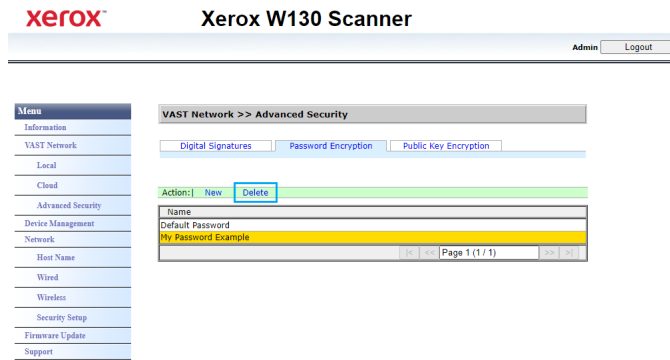 xerox™
Xerox W130 Scanner
Admin Logout
Menu
Information
VAST Network
Local
Cloud
Advanced Security
Device Management
Network
Host Name
Wired
Wireless
Security Setup
Firmware Update
Support
VAST Network >> Advanced Security
Digital Signatures Password Encryption Public Key Encryption
Action:| New Delete
Name
Default Password
My Password Example
|< << Page 1 (1 / 1) >> >|